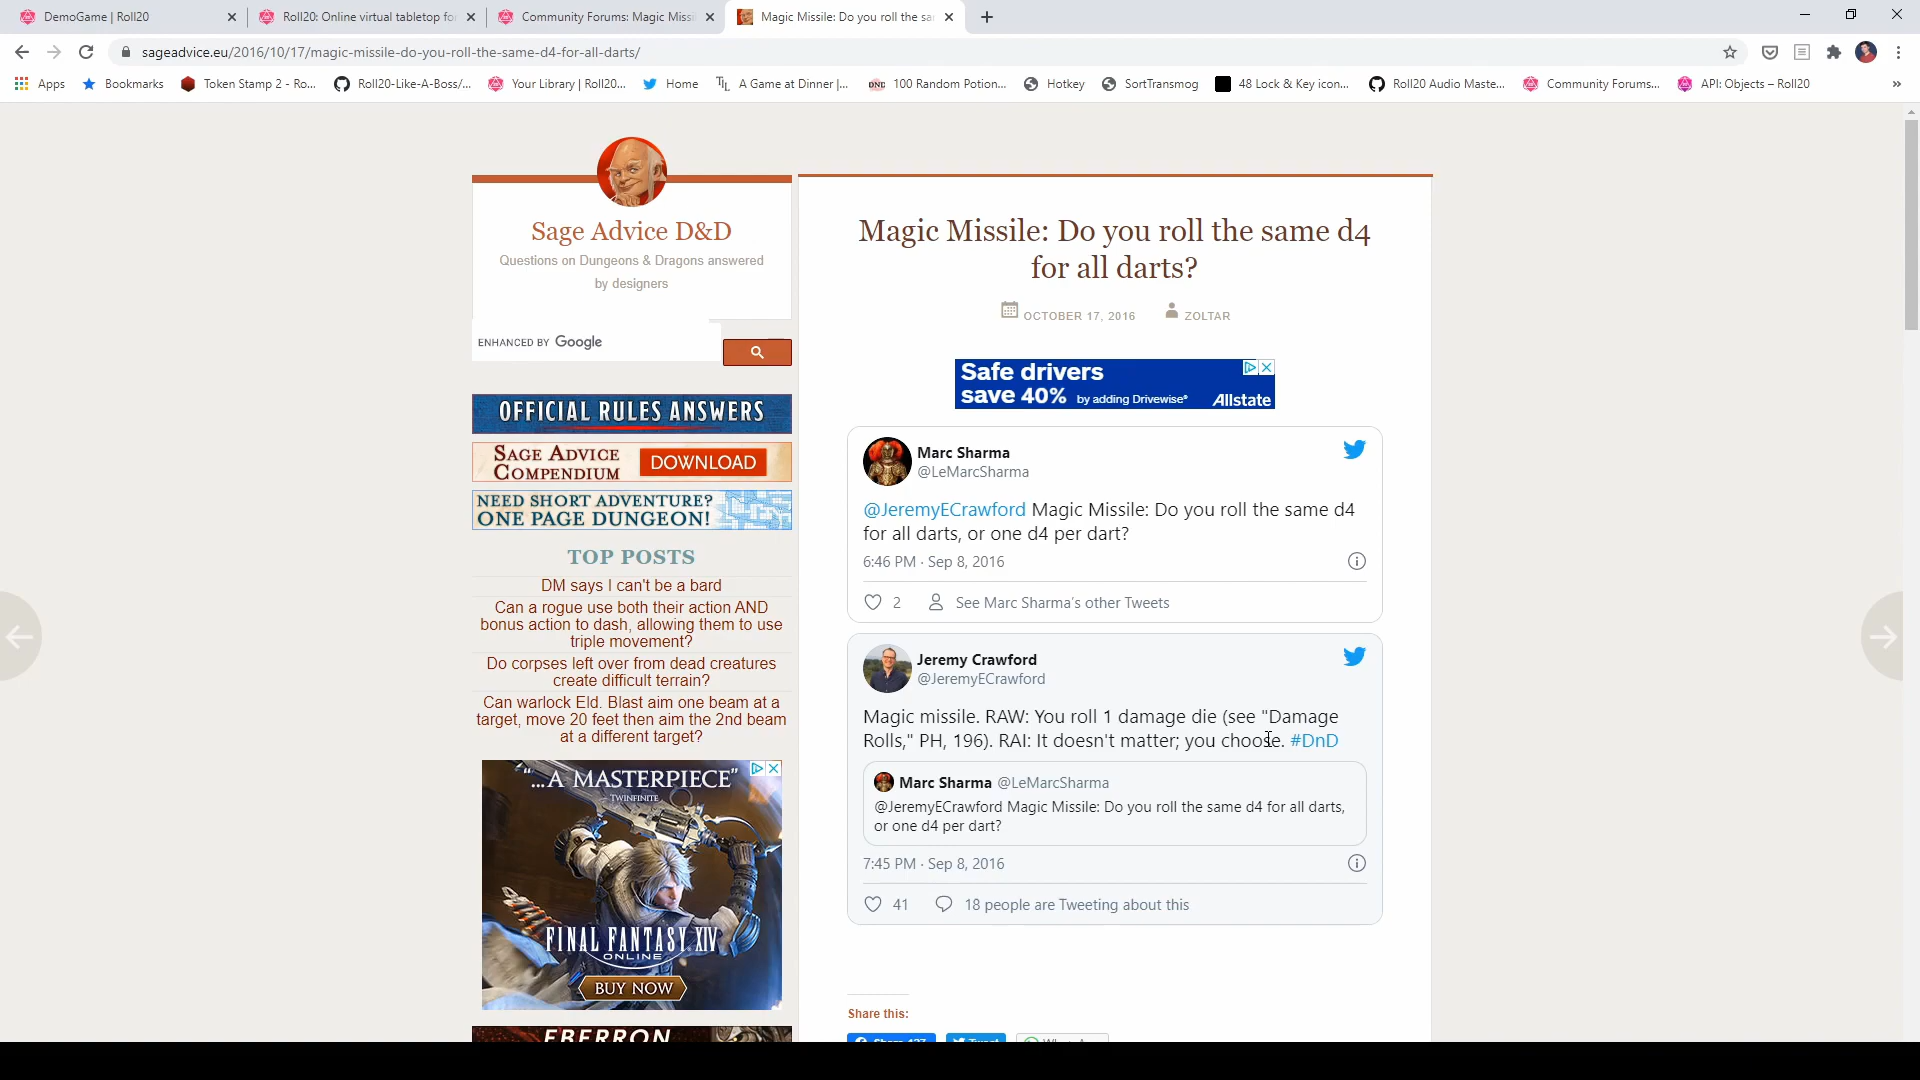 DemoGame | Roll20
Roll20: Online virtual tabletop fo
Community Forums: Magic Missi
Magic Missile: Do you roll the sa
sageadvice.eu/2016/10/17/magic-missile-do-you-roll-the-same-d4-for-all-darts/
Apps
Bookmarks
Token Stamp 2 - Ro...
Roll20-Like-A-Boss/...
Your Library | Roll20...
Home
A Game at Dinner |...
100 Random Potion...
Hotkey
SortTransmog
48 Lock & Key icon...
Roll20 Audio Maste...
Community Forums...
API: Objects – Roll20
»
Sage Advice D&D
Questions on Dungeons & Dragons answered
by designers
ENHANCED BY Google
OFFICIAL RULES ANSWERS
SAGE ADVICE
COMPENDIUM
DOWNLOAD
NEED SHORT ADVENTURE?
ONE PAGE DUNGEON!
TOP POSTS
DM says I can't be a bard
Can a rogue use both their action AND
bonus action to dash, allowing them to use
triple movement?
Do corpses left over from dead creatures
create difficult terrain?
Can warlock Eld. Blast aim one beam at a
target, move 20 feet then aim the 2nd beam
at a different target?
"...A MASTERPIECE"
- TWINFINITE
FINAL FANTASY XIV
ONLINE
BUY NOW
EBERRON
Magic Missile: Do you roll the same d4
for all darts?
OCTOBER 17, 2016
ZOLTAR
Safe drivers
save 40% by adding Drivewise®
Allstate
Marc Sharma
@LeMarcSharma
@JeremyECrawford Magic Missile: Do you roll the same d4
for all darts, or one d4 per dart?
6:46 PM · Sep 8, 2016
2
See Marc Sharma's other Tweets
Jeremy Crawford
@JeremyECrawford
Magic missile. RAW: You roll 1 damage die (see "Damage
Rolls," PH, 196). RAI: It doesn't matter; you choose. #DnD
Marc Sharma @LeMarcSharma
@JeremyECrawford Magic Missile: Do you roll the same d4 for all darts,
or one d4 per dart?
7:45 PM · Sep 8, 2016
41
18 people are Tweeting about this
Share this: